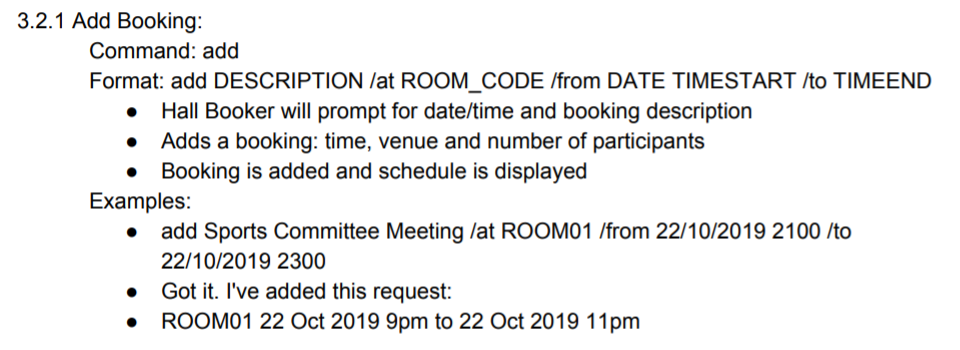 3.2.1 Add Booking:
Command: add
Format: add DESCRIPTION /at ROOM_CODE /from DATE TIMESTART /to TIMEEND
● Hall Booker will prompt for date/time and booking description
● Adds a booking: time, venue and number of participants
● Booking is added and schedule is displayed
Examples:
● add Sports Committee Meeting /at ROOM01 /from 22/10/2019 2100 /to
22/10/2019 2300
● Got it. I've added this request:
● ROOM01 22 Oct 2019 9pm to 22 Oct 2019 11pm